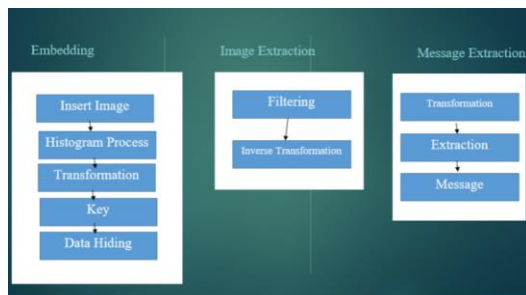 Embedding
Insert Image
Histogram Process
Transformation
Key
Data Hiding
Image Extraction
Filtering
Inverse Transformation
Message Extraction
Transformation
Extraction
Message